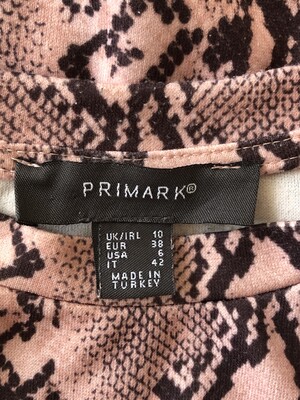 PRIMARK®
UK/IRL 10
EUR 38
USA 6
IT 42
MADE IN
TURKEY